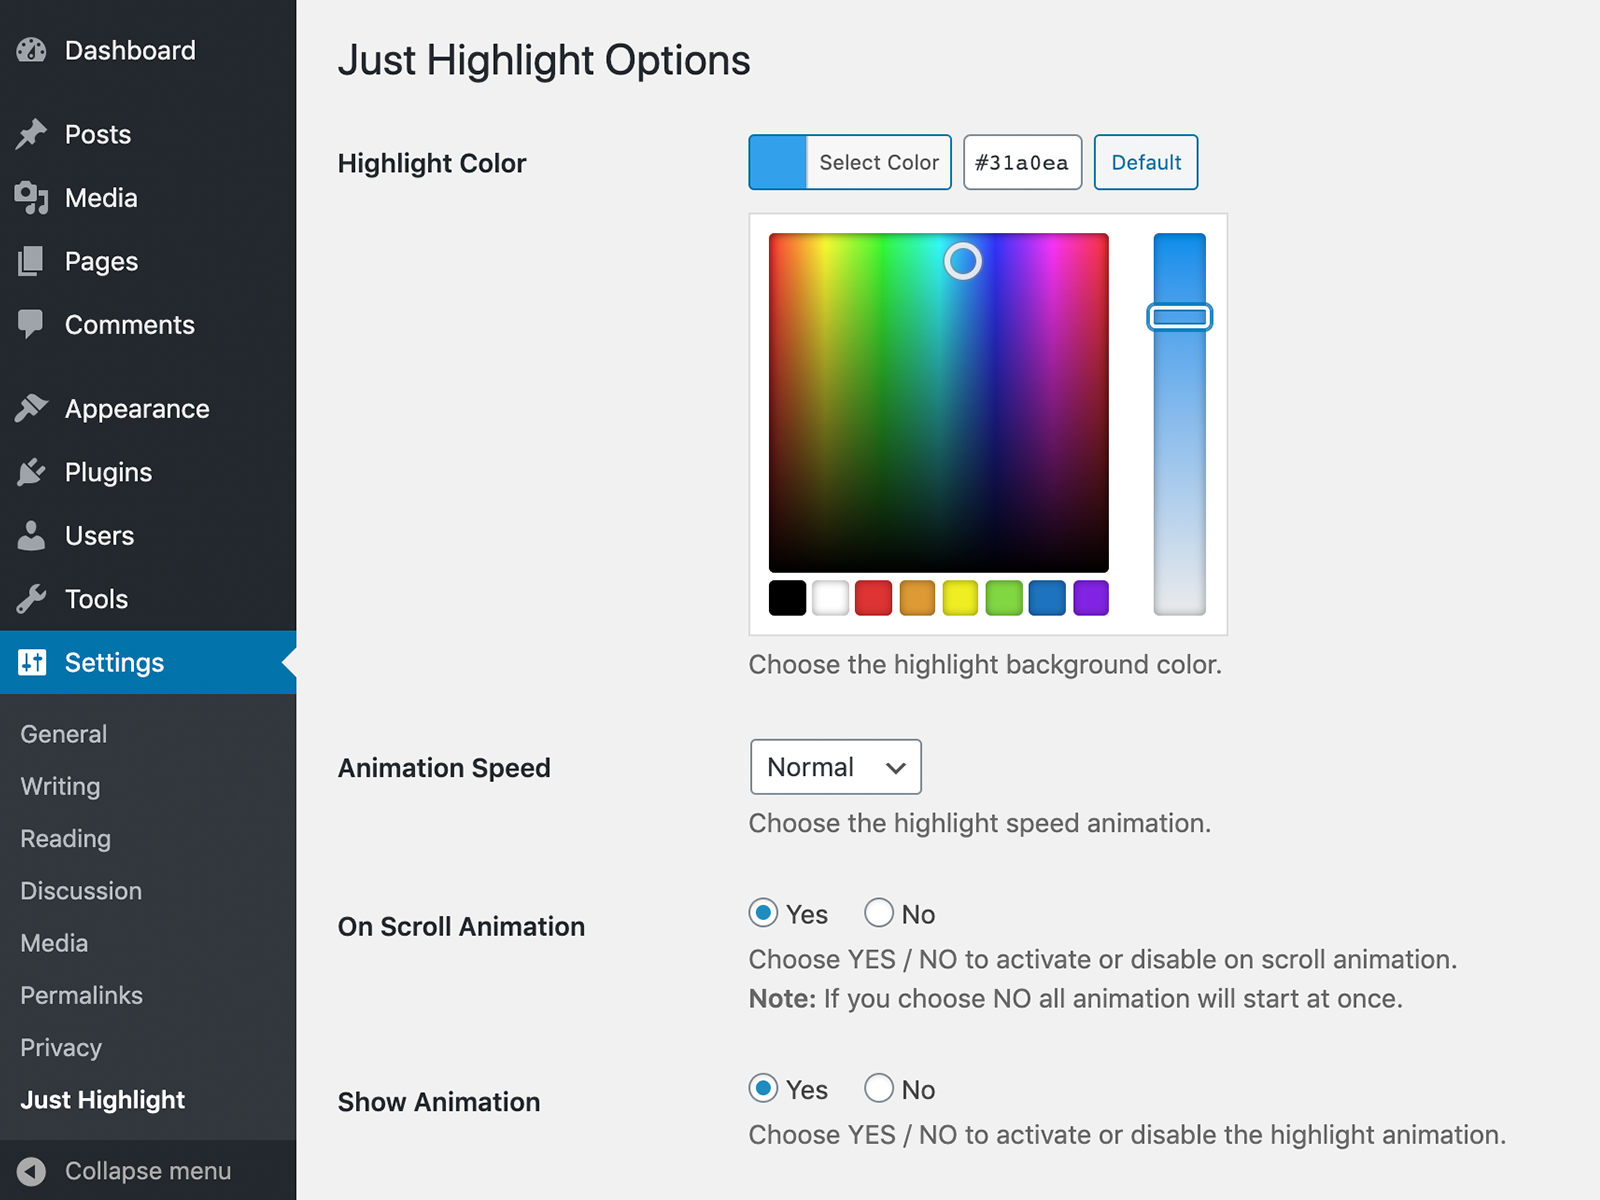 Dashboard
Posts
Media
Pages
Comments
Appearance
Plugins
Users
Tools
Settings
General
Writing
Reading
Discussion
Media
Permalinks
Privacy
Just Highlight
Collapse menu
Just Highlight Options
Highlight Color
Select Color
#31a0ea
Default
Choose the highlight background color.
Animation Speed
Normal
Choose the highlight speed animation.
On Scroll Animation
Yes No
Choose YES / NO to activate or disable on scroll animation.
Note: If you choose NO all animation will start at once.
Show Animation
Yes No
Choose YES / NO to activate or disable the highlight animation.